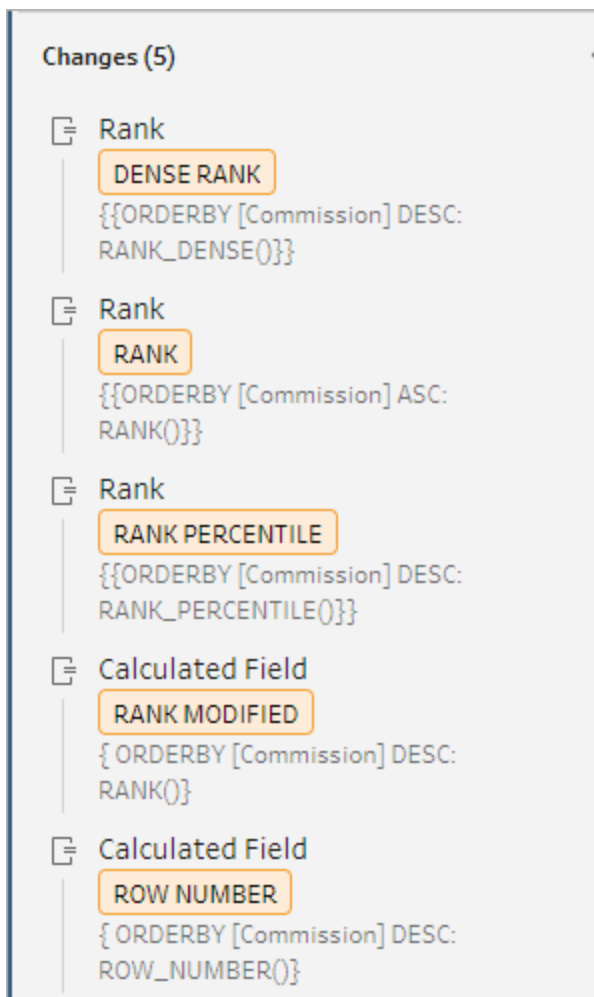 Changes (5)
Rank
DENSE RANK
{{ORDERBY [Commission] DESC:
RANK_DENSE()}}
Rank
RANK
{{ORDERBY [Commission] ASC:
RANK()}}
Rank
RANK PERCENTILE
{{ORDERBY [Commission] DESC:
RANK_PERCENTILE()}}
Calculated Field
RANK MODIFIED
{ ORDERBY [Commission] DESC:
RANK()}
Calculated Field
ROW NUMBER
{ ORDERBY [Commission] DESC:
ROW_NUMBER()}